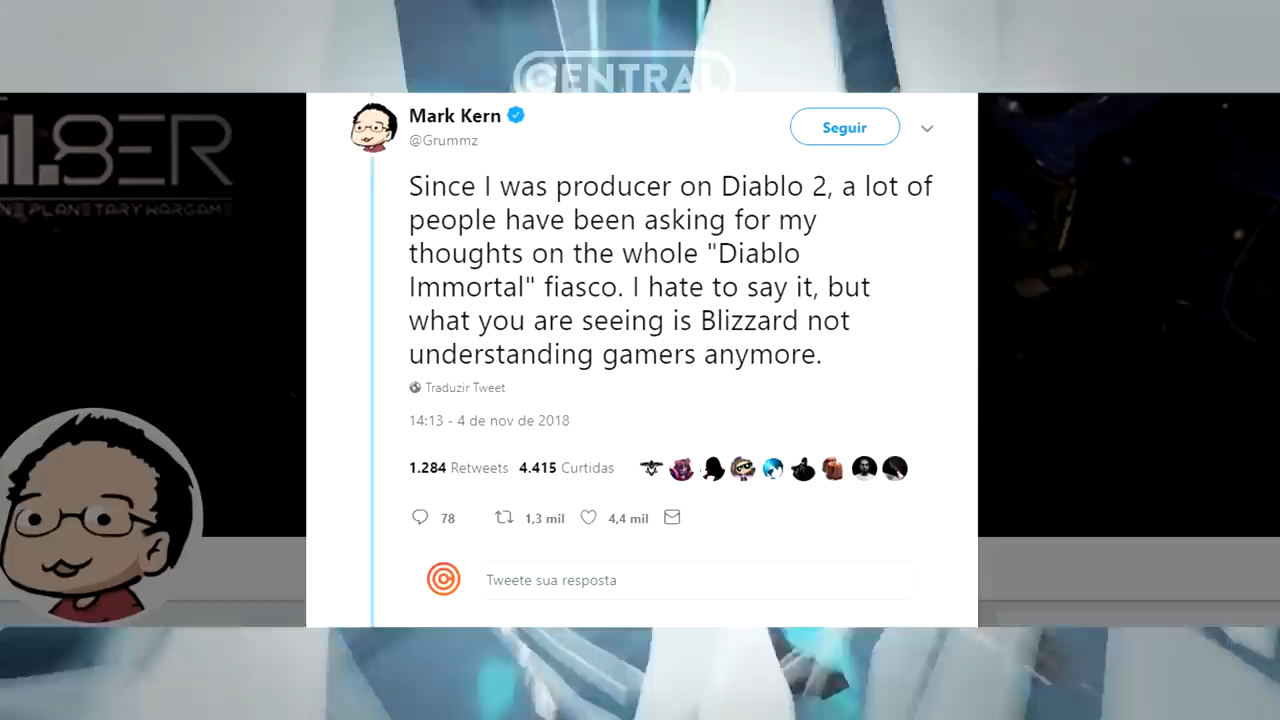 CENTRAL
Mark Kern
@Grummz
Seguir
Since I was producer on Diablo 2, a lot of
people have been asking for my
thoughts on the whole "Diablo
Immortal" fiasco. I hate to say it, but
what you are seeing is Blizzard not
understanding gamers anymore.
Traduzir Tweet
14:13 - 4 de nov de 2018
1.284 Retweets 4.415 Curtidas
78 1,3 mil 4,4 mil
Tweete sua resposta
8ER
PLANETARY WARGAME